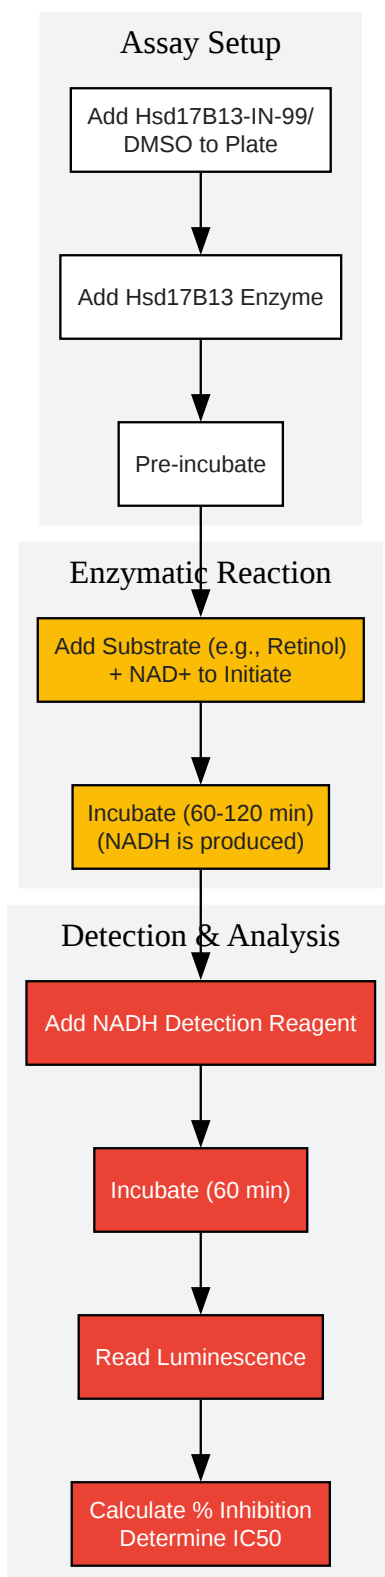 Assay Setup
Add Hsd17B13-IN-99/
DMSO to Plate
Add Hsd17B13 Enzyme
Pre-incubate
Enzymatic Reaction
Add Substrate (e.g., Retinol)
+ NAD+ to Initiate
Incubate (60-120 min)
(NADH is produced)
Detection & Analysis
Add NADH Detection Reagent
Incubate (60 min)
Read Luminescence
Calculate % Inhibition
Determine IC50